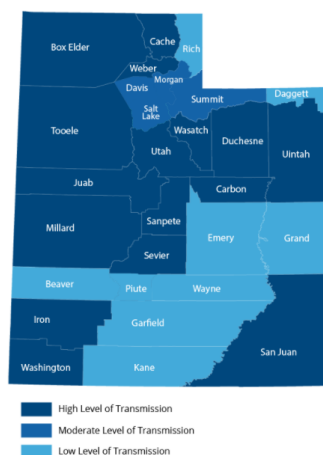 Box Elder
Cache
Rich
Weber
Morgan
Davis
Daggett
Summit
Salt
Lake
Tooele
Wasatch
Duchesne
Utah
Uintah
Juab
Carbon
Millard
Sanpete
Emery
Grand
Sevier
Beaver
Piute
Wayne
Iron
Garfield
San Juan
Washington
Kane
High Level of Transmission
Moderate Level of Transmission
Low Level of Transmission